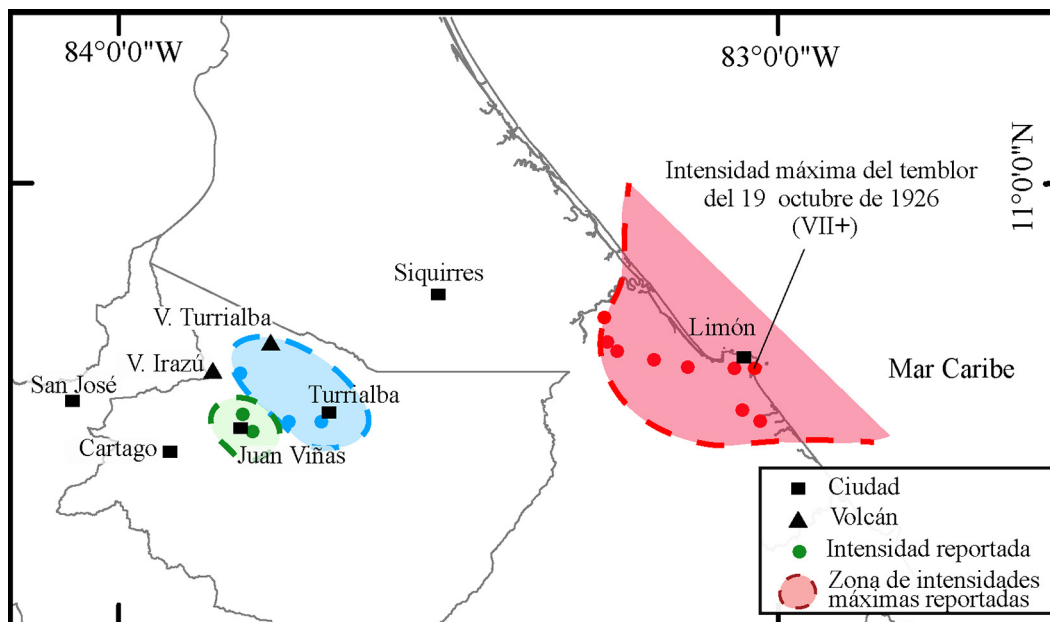 84°0'0"W
83°0'0"W
11°0'0"N
Intensidad máxima del temblor
del 19 octubre de 1926
(VII+)
Siquirres
V. Turrialba
Limón
V. Irazú
Mar Caribe
San José
Turrialba
Cartago
Juan Viñas
Ciudad
Volcán
Intensidad reportada
Zona de intensidades
máximas reportadas